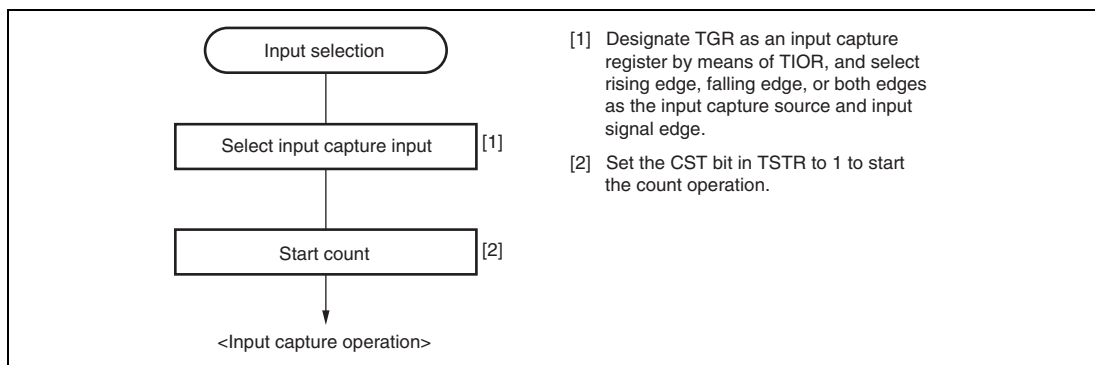 Input selection
Select input capture input
[1]
Start count
[2]
<Input capture operation>
[1] Designate TGR as an input capture
register by means of TIOR, and select
rising edge, falling edge, or both edges
as the input capture source and input
signal edge.
[2] Set the CST bit in TSTR to 1 to start
the count operation.